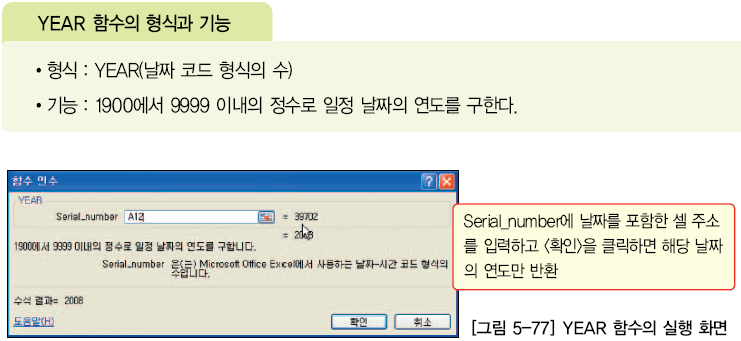 YEAR 함수의 형식과 기능
• 형식 : YEAR(날짜 코드 형식의 수)
• 기능 : 1900에서 9999 이내의 정수로 일정 날짜의 연도를 구한다.
함수 인수
YEAR
Serial_number A12 = 39702
= 2008
1900에서 9999 이내의 정수로 일정 날짜의 연도를 구합니다.
Serial_number 은(는) Microsoft Office Excel에서 사용하는 날짜-시간 코드 형식의
수입니다.
수식 결과= 2008
도움말(H)
확인 취소
Serial_number에 날짜를 포함한 셀 주소
를 입력하고 〈확인〉을 클릭하면 해당 날짜
의 연도만 반환
[그림 5-77] YEAR 함수의 실행 화면